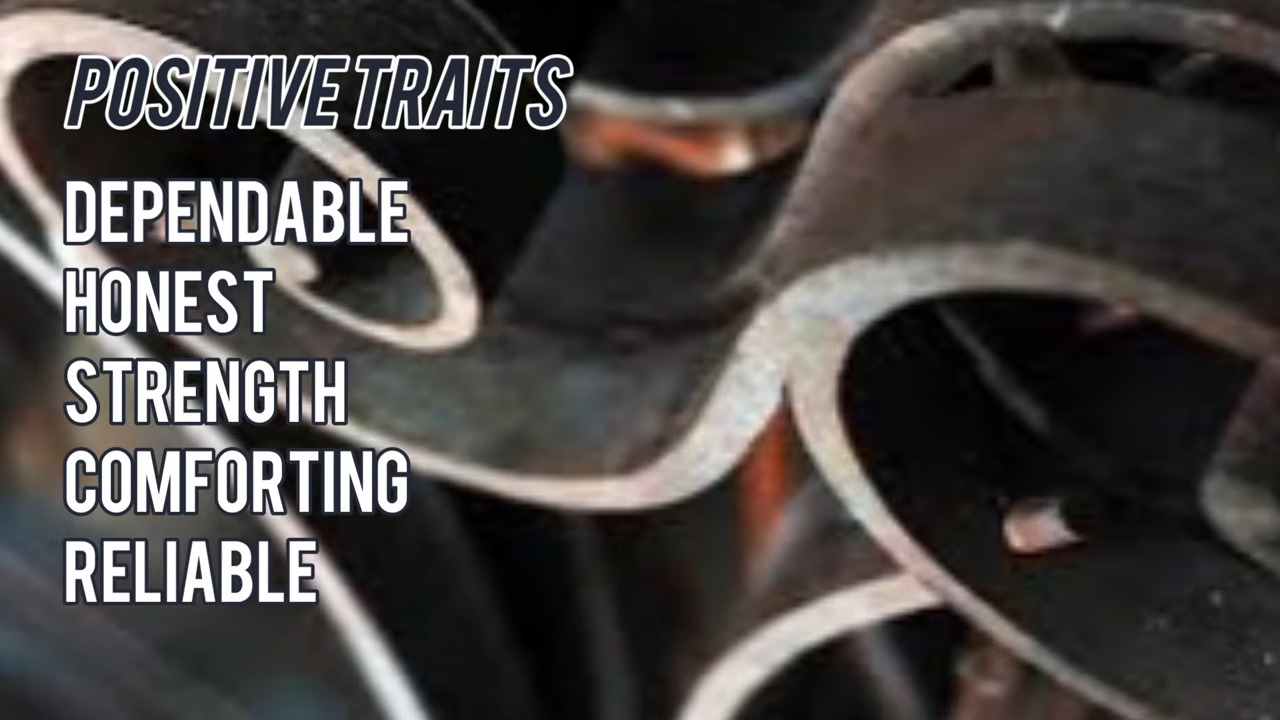 POSITIVE TRAITS
DEPENDABLE
HONEST
STRENGTH
COMFORTING
RELIABLE